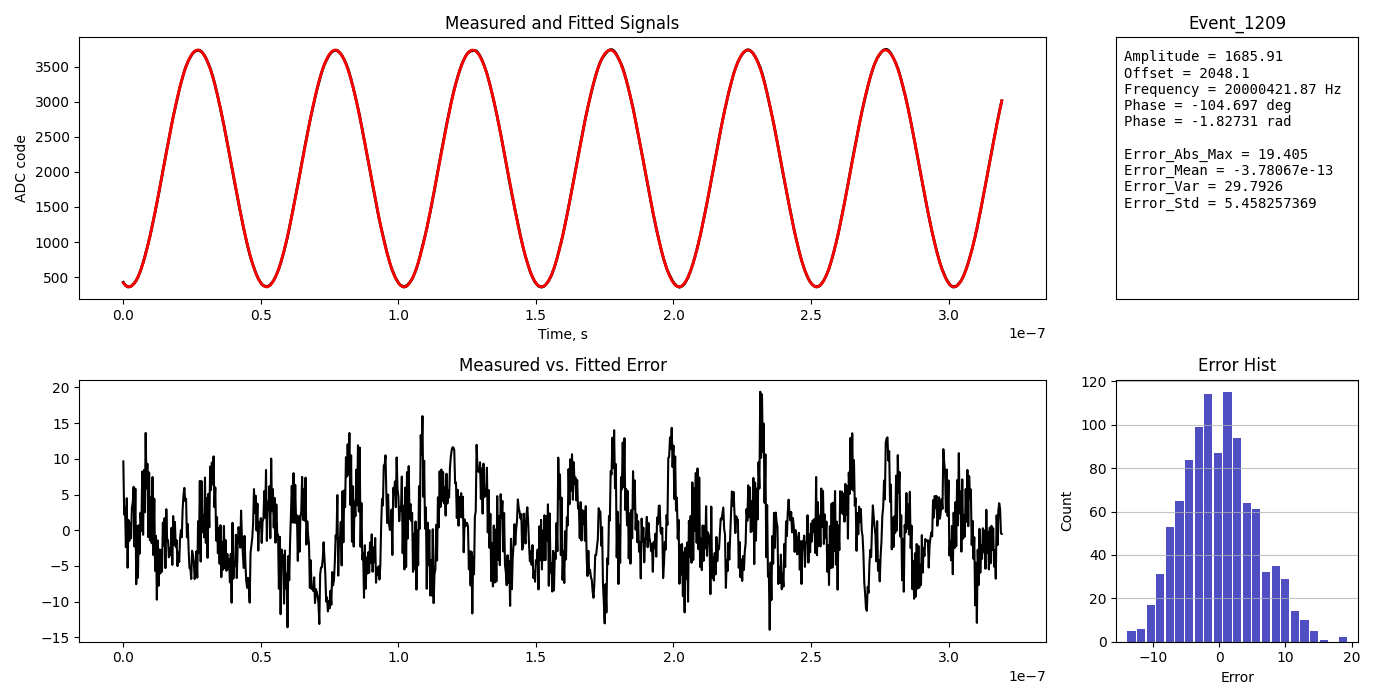 Measured and Fitted Signals
ADC code
3500
3000
2500
2000
1500
1000
500
0.0 0.5 1.0 1.5 2.0 2.5 3.0
Time, s
1e−7
Event_1209
Amplitude = 1685.91
Offset = 2048.1
Frequency = 20000421.87 Hz
Phase = -104.697 deg
Phase = -1.82731 rad
Error_Abs_Max = 19.405
Error_Mean = -3.78067e-13
Error_Var = 29.7926
Error_Std = 5.458257369
Measured vs. Fitted Error
20
15
10
5
0
−5
−10
−15
0.0 0.5 1.0 1.5 2.0 2.5 3.0
1e−7
Error Hist
Count
120
100
80
60
40
20
0
−10 0 10 20
Error